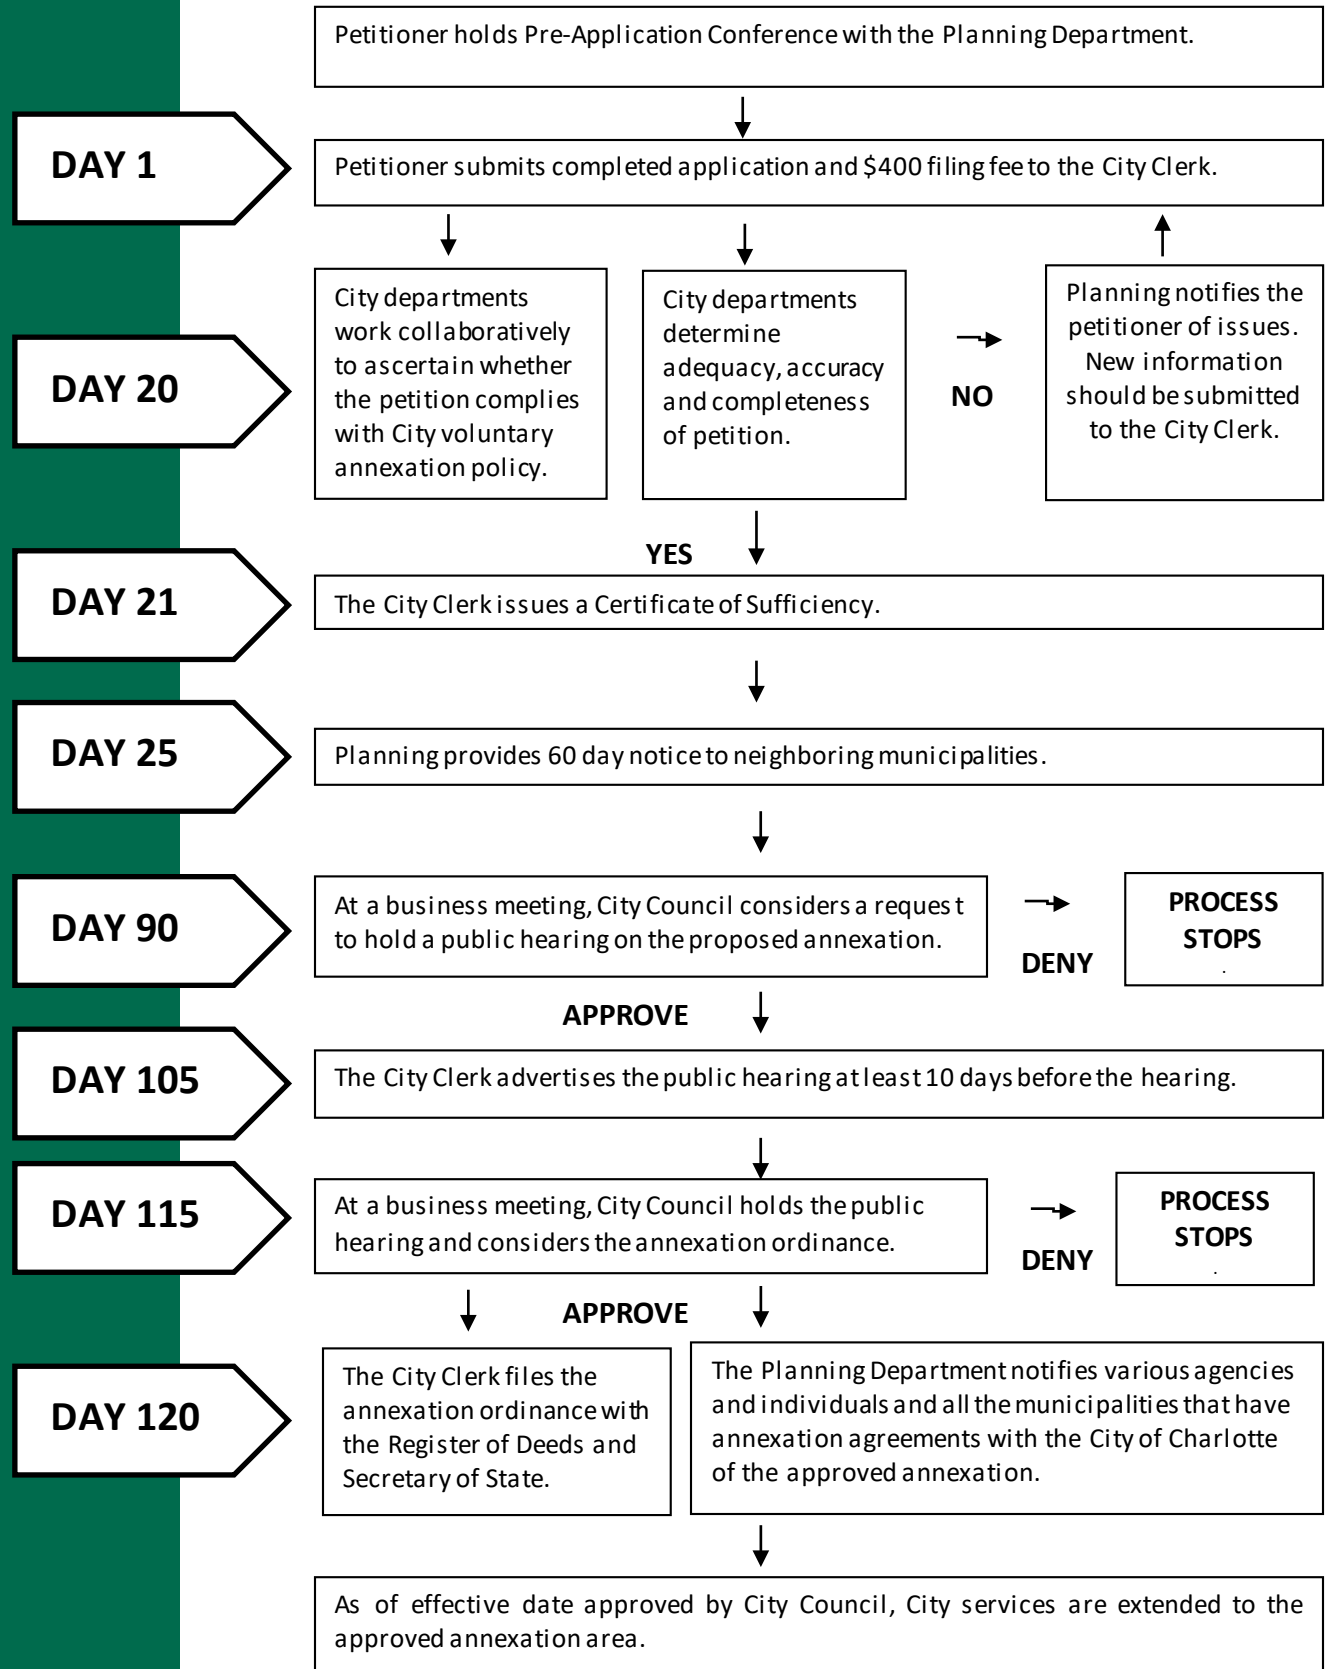 Petitioner holds Pre-Application Conference with the Planning Department.
DAY 1
Petitioner submits completed application and $400 filing fee to the City Clerk.
DAY 20
City departments
work collaboratively
to ascertain whether
the petition complies
with City voluntary
annexation policy.
City departments
determine
adequacy, accuracy
and completeness
of petition.
NO
Planning notifies the
petitioner of issues.
New information
should be submitted
to the City Clerk.
YES
DAY 21
The City Clerk issues a Certificate of Sufficiency.
DAY 25
Planning provides 60 day notice to neighboring municipalities.
DAY 90
At a business meeting, City Council considers a request
to hold a public hearing on the proposed annexation.
DENY
PROCESS
STOPS
.
APPROVE
DAY 105
The City Clerk advertises the public hearing at least 10 days before the hearing.
DAY 115
At a business meeting, City Council holds the public
hearing and considers the annexation ordinance.
DENY
PROCESS
STOPS
.
APPROVE
DAY 120
The City Clerk files the
annexation ordinance with
the Register of Deeds and
Secretary of State.
The Planning Department notifies various agencies
and individuals and all the municipalities that have
annexation agreements with the City of Charlotte
of the approved annexation.
As of effective date approved by City Council, City services are extended to the
approved annexation area.